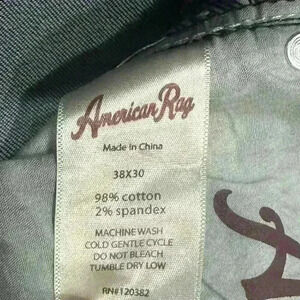 American Rag
Made In China
38X30
98% cotton
2% spandex
MACHINE WASH
COLD GENTLE CYCLE
DO NOT BLEACH
TUMBLE DRY LOW
RN#120382